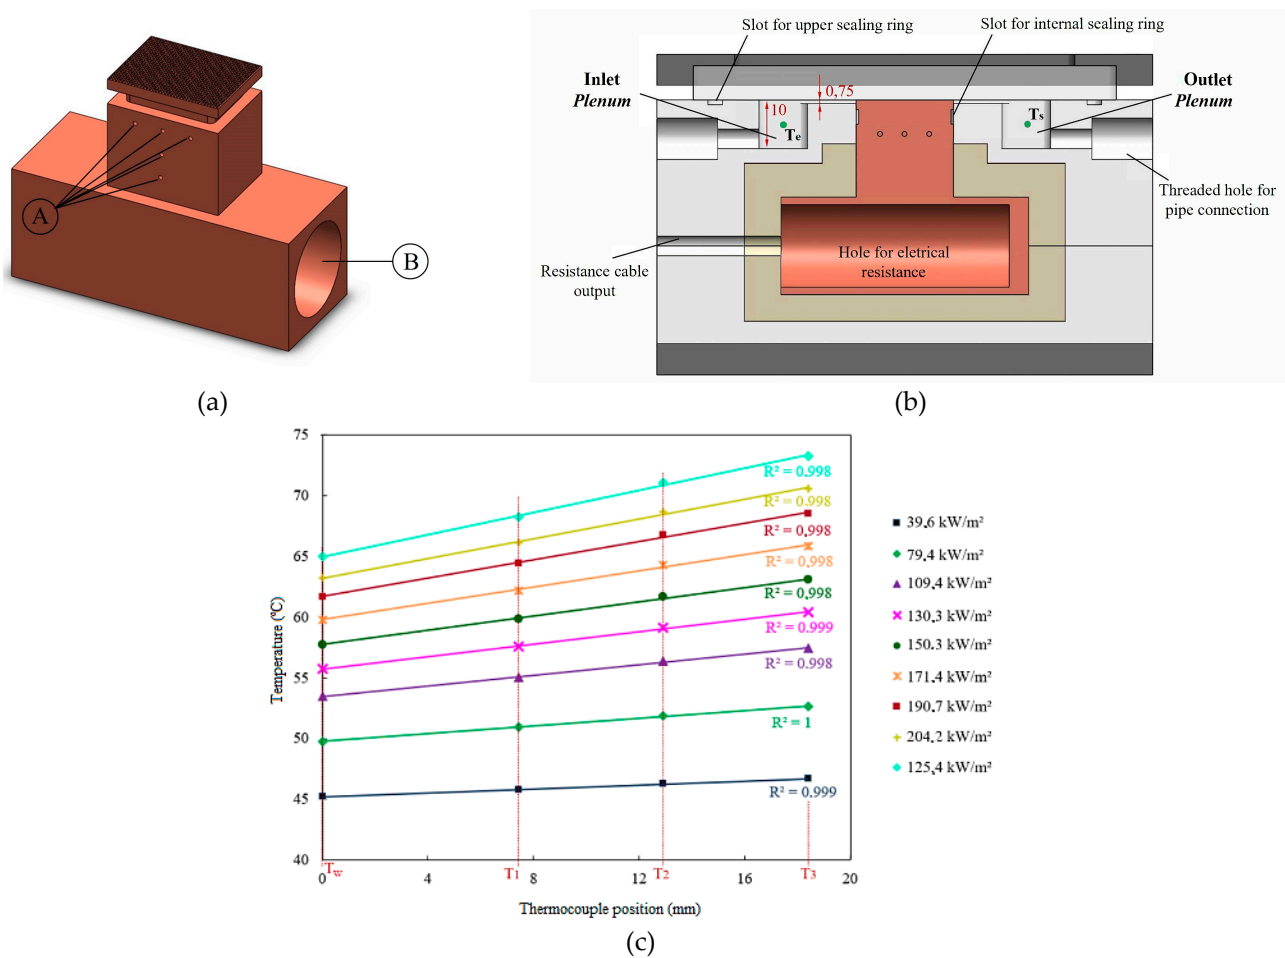 A
B
(a)
Slot for upper sealing ring
Slot for internal sealing ring
Inlet
Plenum
0,75
10
Te
Outlet
Plenum
Ts
Threaded hole for
pipe connection
Hole for eletrical
resistance
Resistance cable
output
(b)
75
70
65
60
55
50
45
40
Temperature (ºC)
R² = 0.998
R² = 0.998
R² = 0.998
R² = 0.998
R² = 0,998
R² = 0.999
R² = 0.998
R² = 1
R² = 0.999
Tw
T1
T2
T3
0
4
8
12
16
20
Thermocouple position (mm)
39.6 kW/m²
79,4 kW/m²
109,4 kW/m²
130,3 kW/m²
150.3 kW/m²
171.4 kW/m²
190.7 kW/m²
204.2 kW/m²
125,4 kW/m²
(c)